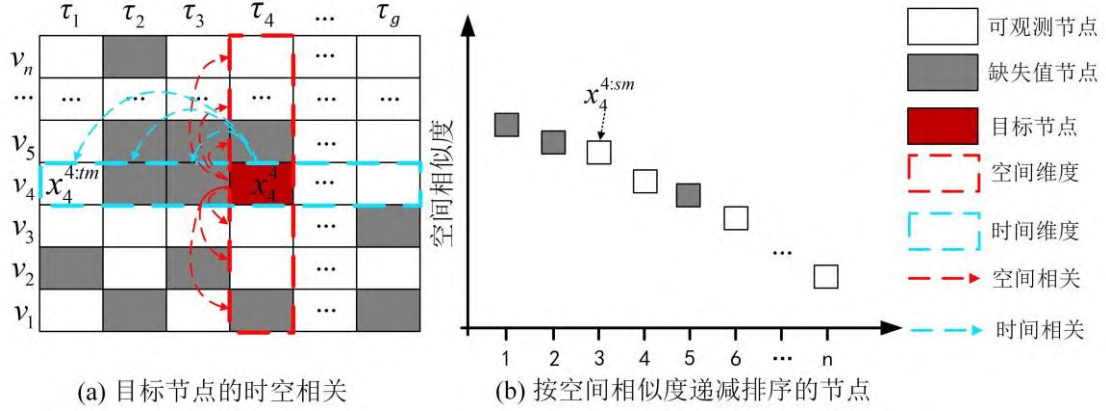 τ₁ τ₂ τ₃ τ₄ ... τ_g
vₙ ...
... ... ... ... ... ... ...
v₅ ...
v₄ x₄^{4:tm} x₄^4 ...
v₃ ...
v₂ ...
v₁ ...
(a) 目标节点的时空相关
空间相似度
x₄^{4:sm}
...
1 2 3 4 5 6 ... n
(b) 按空间相似度递减排序的节点
可观测节点
缺失值节点
目标节点
空间维度
时间维度
空间相关
时间相关